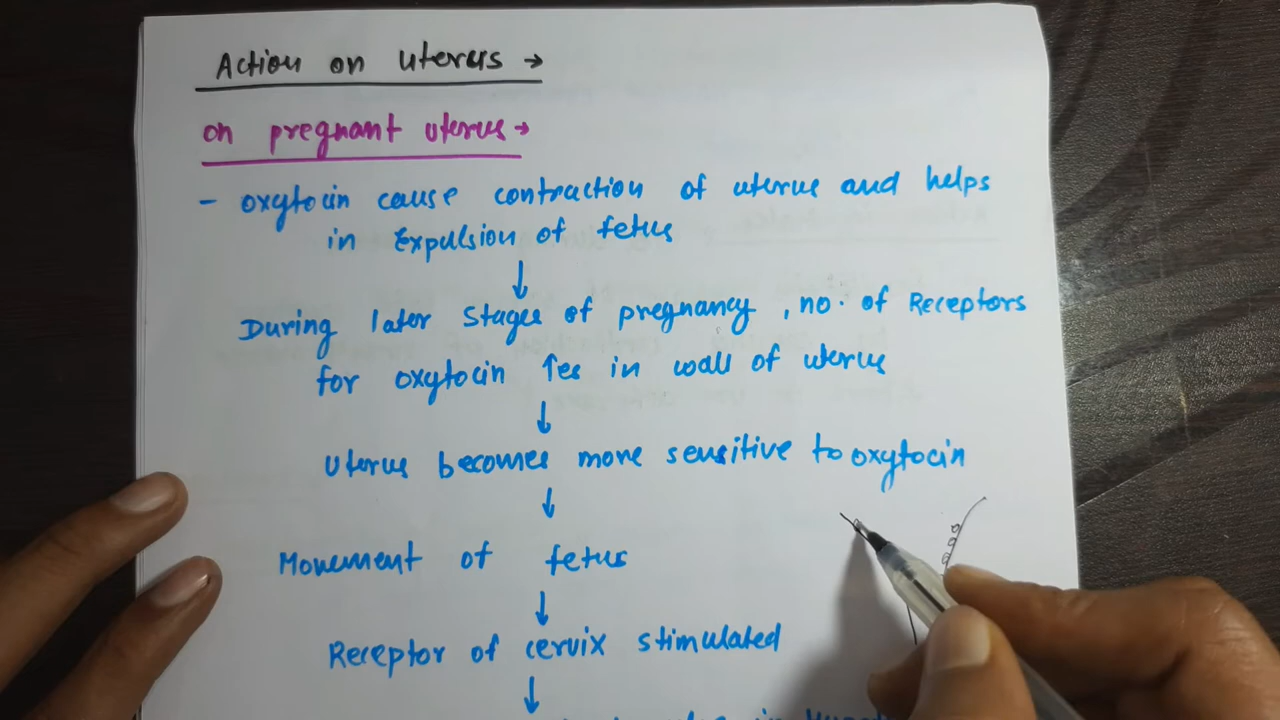 Action on uterus →
on pregnant uterus →
- oxytocin cause contraction of uterus and helps
in Expulsion of fetus
↓
During later stages of pregnancy, no. of Receptors
for oxytocin ↑es in wall of uterus
↓
Uterus becomes more sensitive to oxytocin
↓
Movement of fetus
↓
Receptor of cervix stimulated
↓
in